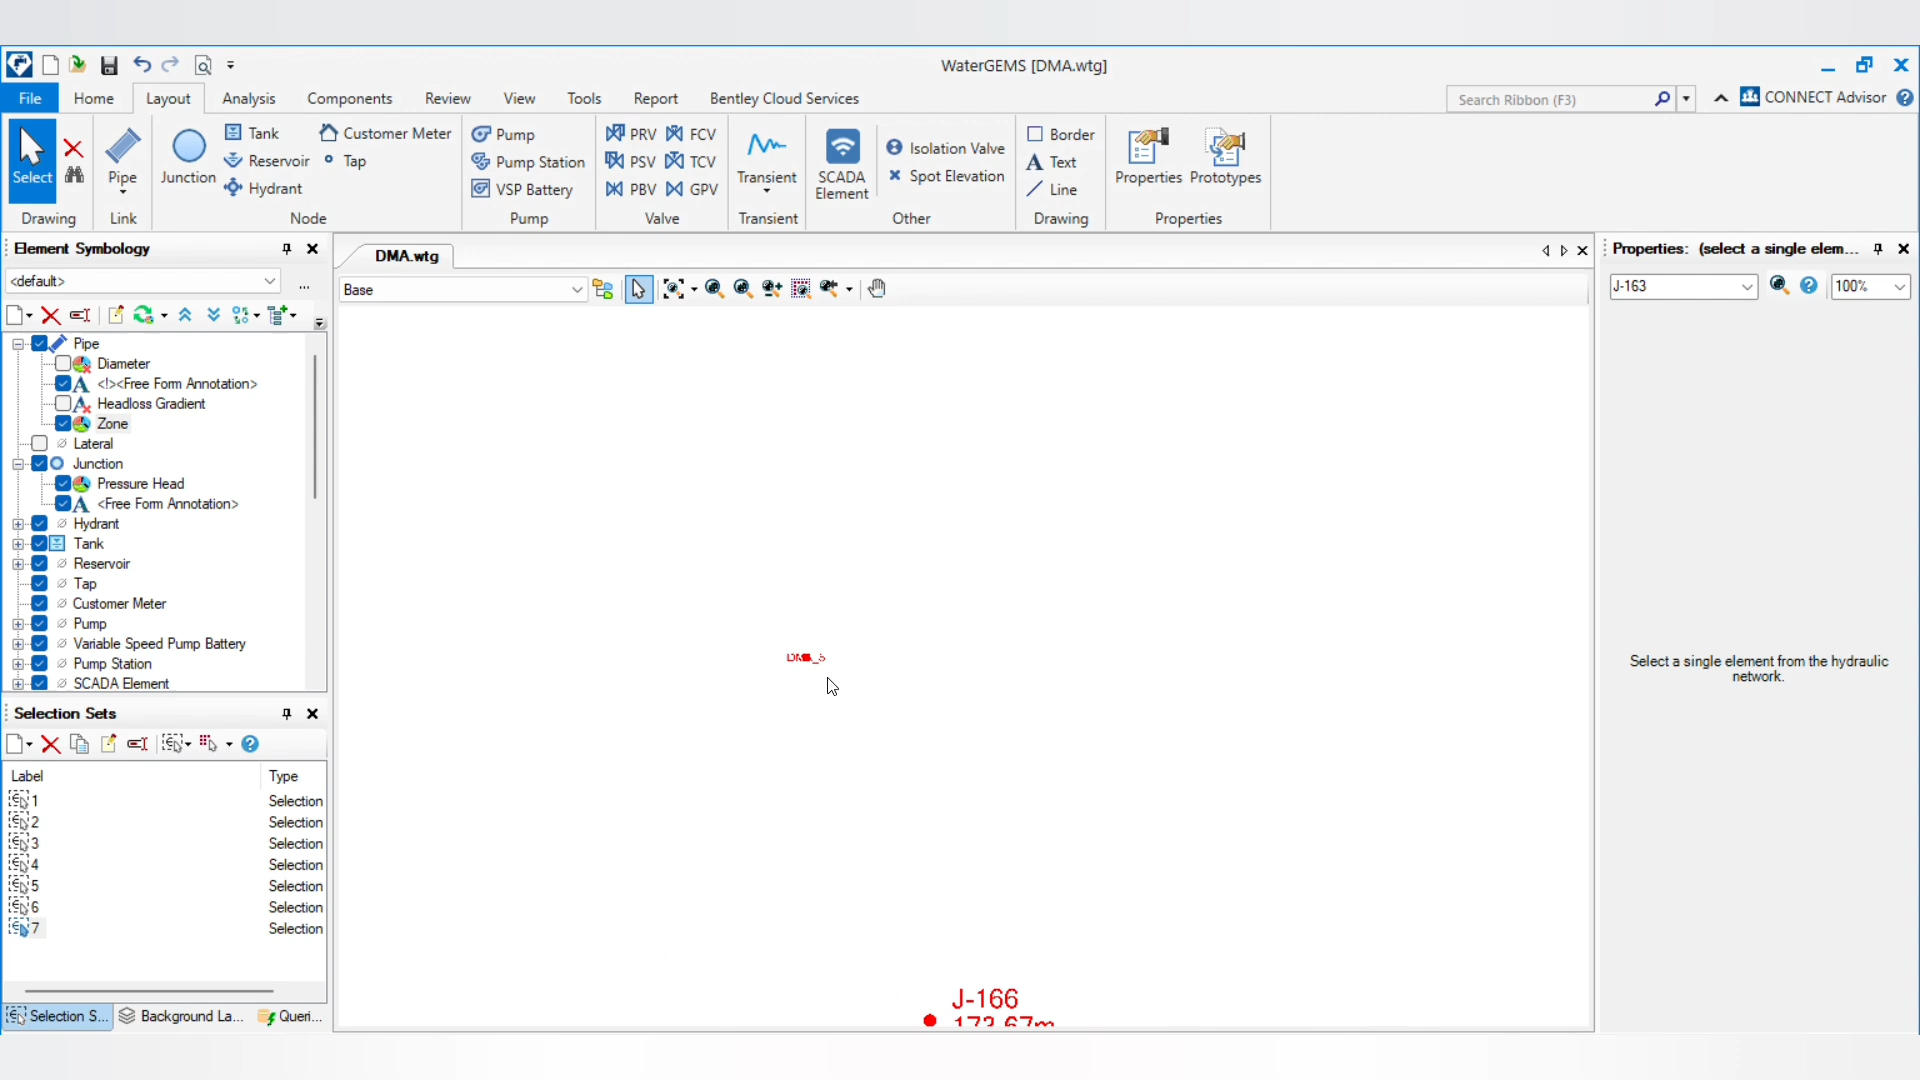 WaterGEMS [DMA.wtg]
File Home Layout Analysis Components Review View Tools Report Bentley Cloud Services
Search Ribbon (F3)
CONNECT Advisor
Select
Drawing
Pipe
Link
Junction
Tank Customer Meter
Reservoir Tap
Hydrant
Node
Pump
Pump Station
VSP Battery
Pump
PRV FCV
PSV TCV
PBV GPV
Valve
Transient
Transient
SCADA
Element
Isolation Valve
Spot Elevation
Other
Border
Text
Line
Drawing
Properties Prototypes
Properties
Element Symbology
<default>
...
Pipe
Diameter
<!><Free Form Annotation>
Headloss Gradient
Zone
Lateral
Junction
Pressure Head
<Free Form Annotation>
Hydrant
Tank
Reservoir
Tap
Customer Meter
Pump
Variable Speed Pump Battery
Pump Station
SCADA Element
Selection Sets
Label Type
1 Selection
2 Selection
3 Selection
4 Selection
5 Selection
6 Selection
7 Selection
Selection S... Background La... Queri...
DMA.wtg
Base
J-166
173.67m
Properties: (select a single elem...
J-163
100%
Select a single element from the hydraulic
network.